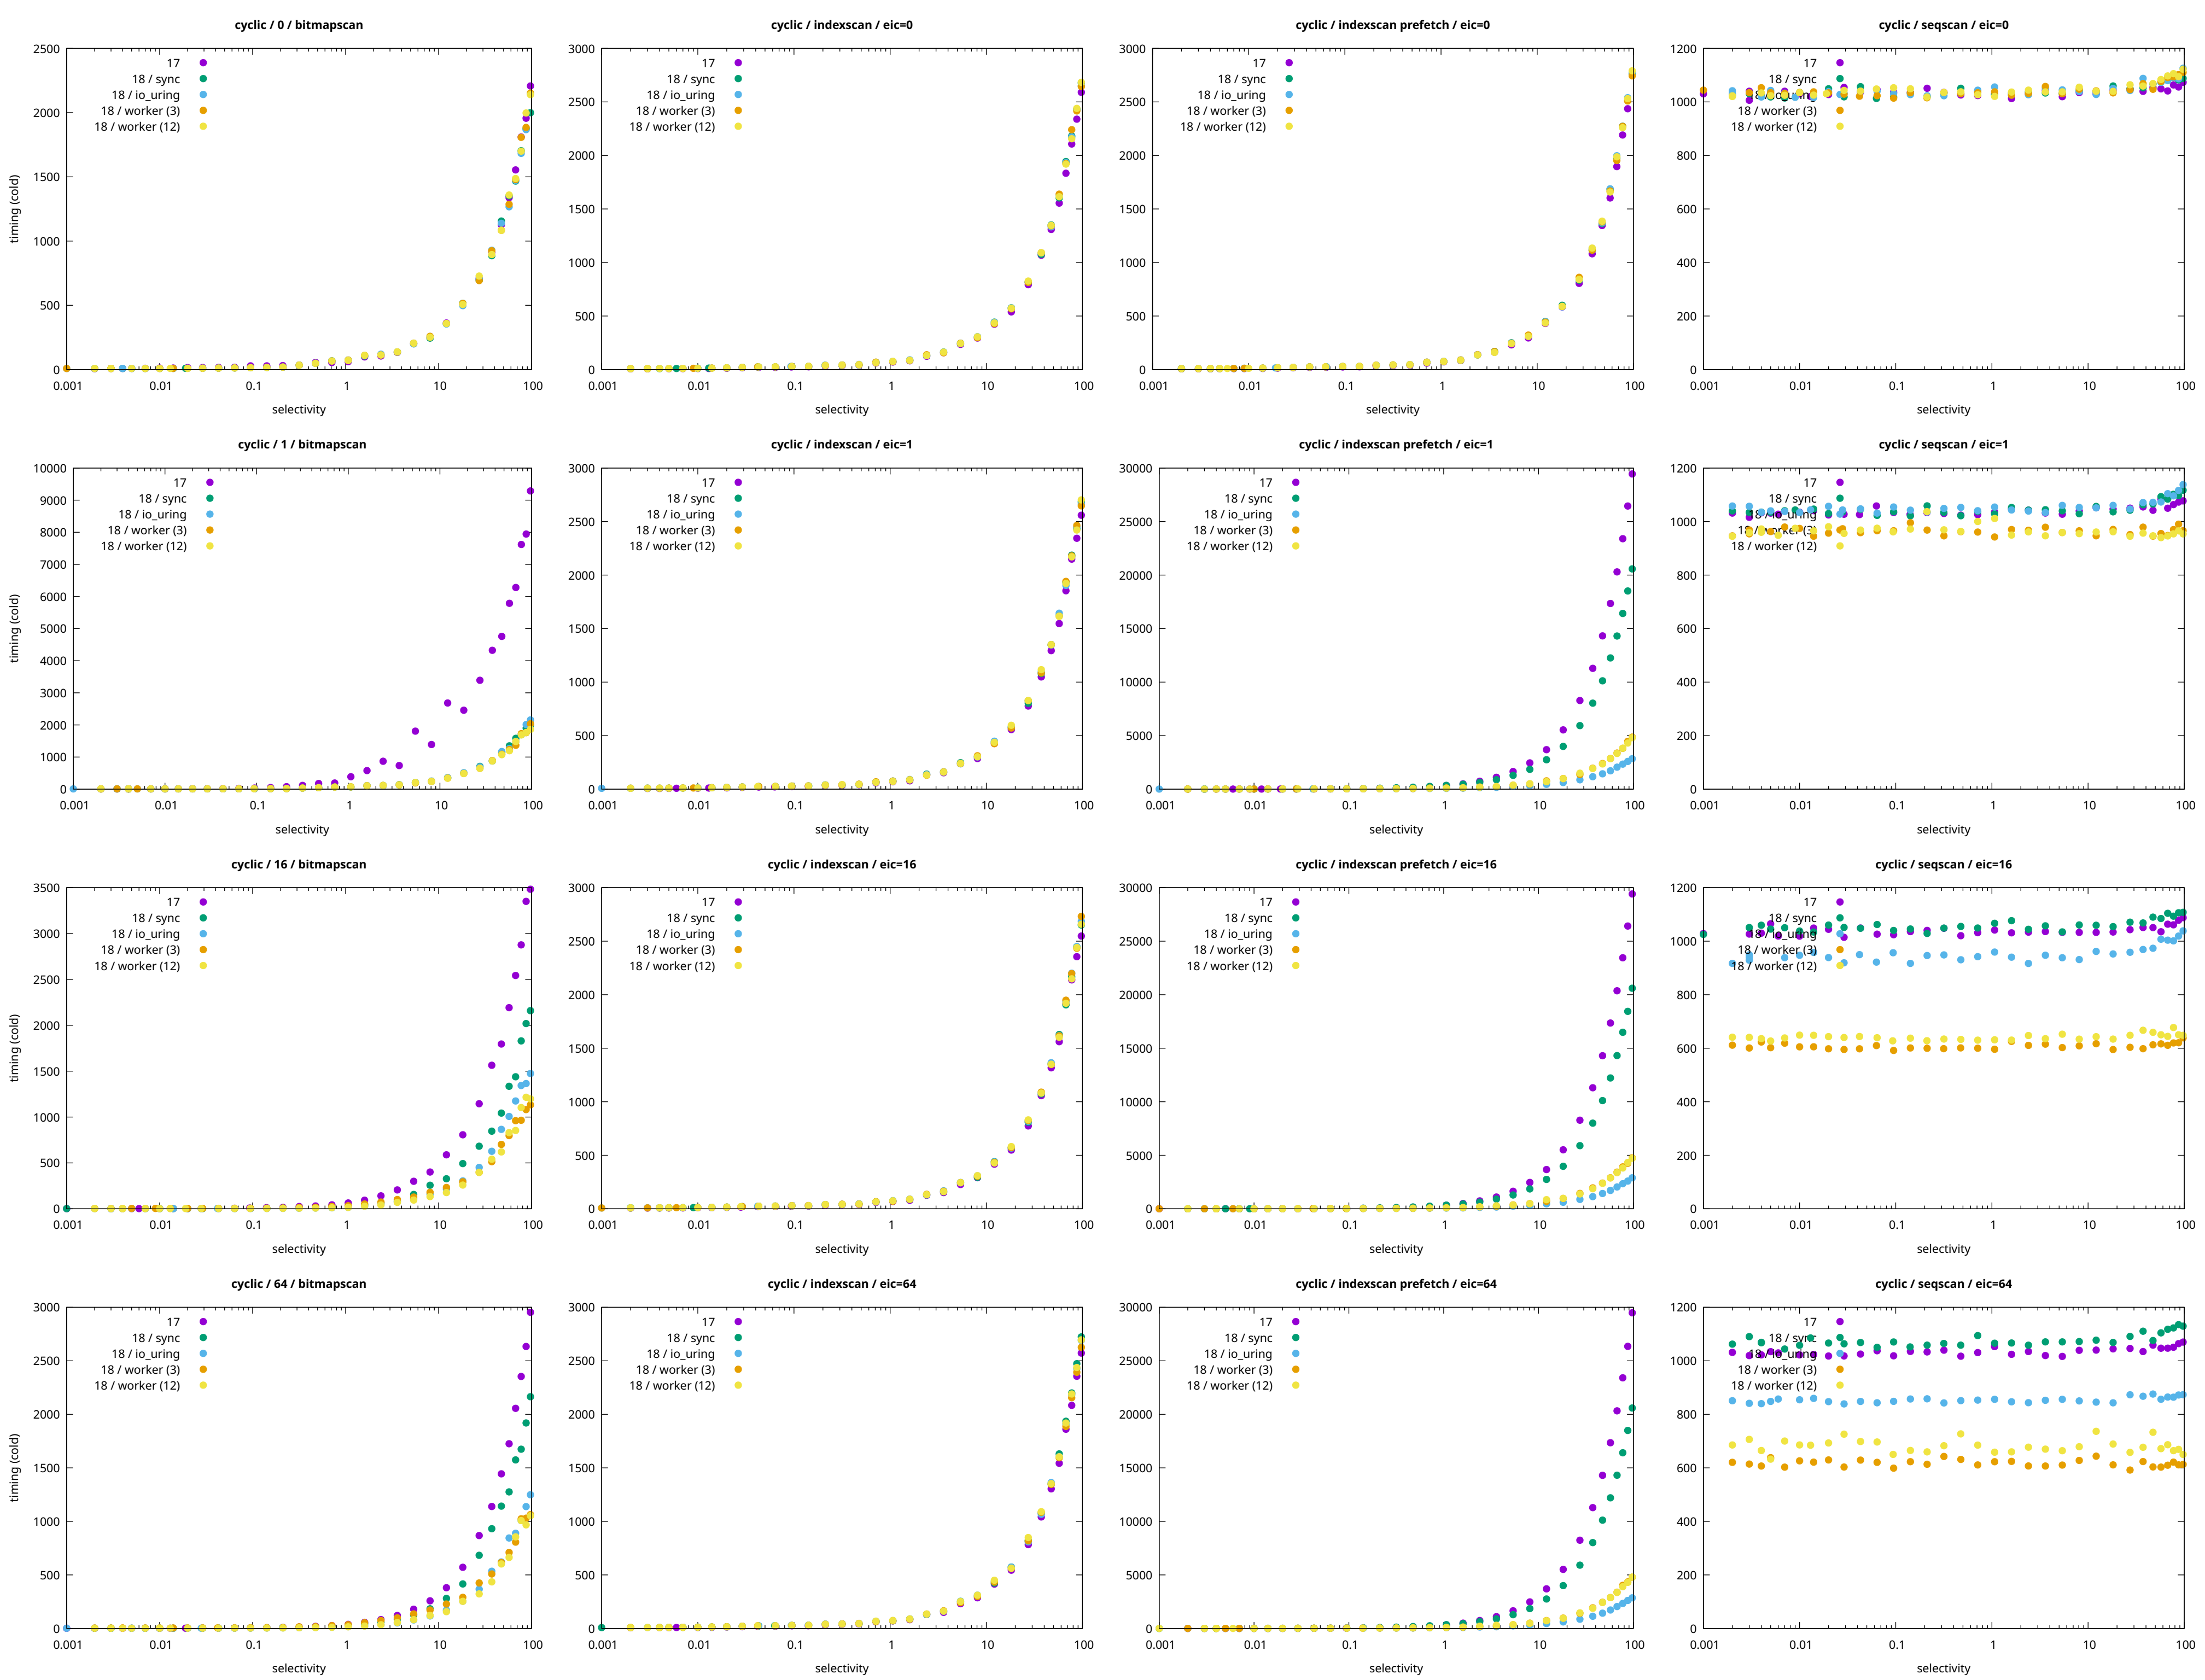 cyclic / 0 / bitmapscan
timing (cold)
2500
2000
1500
1000
500
0
17
18 / sync
18 / io_uring
18 / worker (3)
18 / worker (12)
0.001 0.01 0.1 1 10 100
selectivity
cyclic / indexscan / eic=0
3000
2500
2000
1500
1000
500
0
17
18 / sync
18 / io_uring
18 / worker (3)
18 / worker (12)
0.001 0.01 0.1 1 10 100
selectivity
cyclic / indexscan prefetch / eic=0
3000
2500
2000
1500
1000
500
0
17
18 / sync
18 / io_uring
18 / worker (3)
18 / worker (12)
0.001 0.01 0.1 1 10 100
selectivity
cyclic / seqscan / eic=0
1200
1000
800
600
400
200
0
17
18 / sync
18 / io_uring
18 / worker (3)
18 / worker (12)
0.001 0.01 0.1 1 10 100
selectivity
cyclic / 1 / bitmapscan
timing (cold)
10000
9000
8000
7000
6000
5000
4000
3000
2000
1000
0
17
18 / sync
18 / io_uring
18 / worker (3)
18 / worker (12)
0.001 0.01 0.1 1 10 100
selectivity
cyclic / indexscan / eic=1
3000
2500
2000
1500
1000
500
0
17
18 / sync
18 / io_uring
18 / worker (3)
18 / worker (12)
0.001 0.01 0.1 1 10 100
selectivity
cyclic / indexscan prefetch / eic=1
30000
25000
20000
15000
10000
5000
0
17
18 / sync
18 / io_uring
18 / worker (3)
18 / worker (12)
0.001 0.01 0.1 1 10 100
selectivity
cyclic / seqscan / eic=1
1200
1000
800
600
400
200
0
17
18 / sync
18 / io_uring
18 / worker (3)
18 / worker (12)
0.001 0.01 0.1 1 10 100
selectivity
cyclic / 16 / bitmapscan
timing (cold)
3500
3000
2500
2000
1500
1000
500
0
17
18 / sync
18 / io_uring
18 / worker (3)
18 / worker (12)
0.001 0.01 0.1 1 10 100
selectivity
cyclic / indexscan / eic=16
3000
2500
2000
1500
1000
500
0
17
18 / sync
18 / io_uring
18 / worker (3)
18 / worker (12)
0.001 0.01 0.1 1 10 100
selectivity
cyclic / indexscan prefetch / eic=16
30000
25000
20000
15000
10000
5000
0
17
18 / sync
18 / io_uring
18 / worker (3)
18 / worker (12)
0.001 0.01 0.1 1 10 100
selectivity
cyclic / seqscan / eic=16
1200
1000
800
600
400
200
0
17
18 / sync
18 / io_uring
18 / worker (3)
18 / worker (12)
0.001 0.01 0.1 1 10 100
selectivity
cyclic / 64 / bitmapscan
timing (cold)
3000
2500
2000
1500
1000
500
0
17
18 / sync
18 / io_uring
18 / worker (3)
18 / worker (12)
0.001 0.01 0.1 1 10 100
selectivity
cyclic / indexscan / eic=64
3000
2500
2000
1500
1000
500
0
17
18 / sync
18 / io_uring
18 / worker (3)
18 / worker (12)
0.001 0.01 0.1 1 10 100
selectivity
cyclic / indexscan prefetch / eic=64
30000
25000
20000
15000
10000
5000
0
17
18 / sync
18 / io_uring
18 / worker (3)
18 / worker (12)
0.001 0.01 0.1 1 10 100
selectivity
cyclic / seqscan / eic=64
1200
1000
800
600
400
200
0
17
18 / sync
18 / io_uring
18 / worker (3)
18 / worker (12)
0.001 0.01 0.1 1 10 100
selectivity